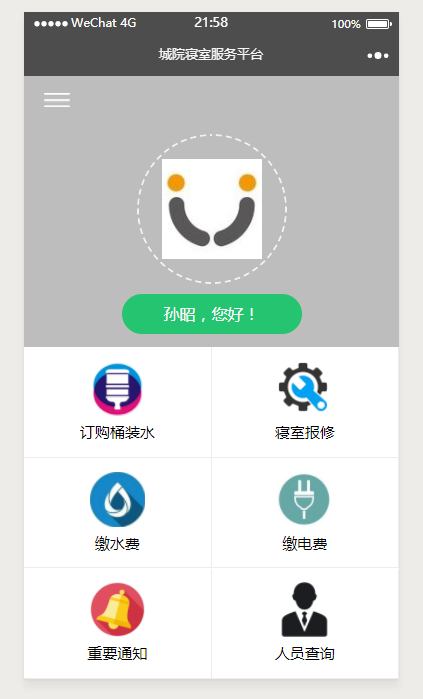 WeChat 4G 21:58 100%
城院寝室服务平台
孙昭，您好！
订购桶装水 寝室报修
缴水费 缴电费
重要通知 人员查询